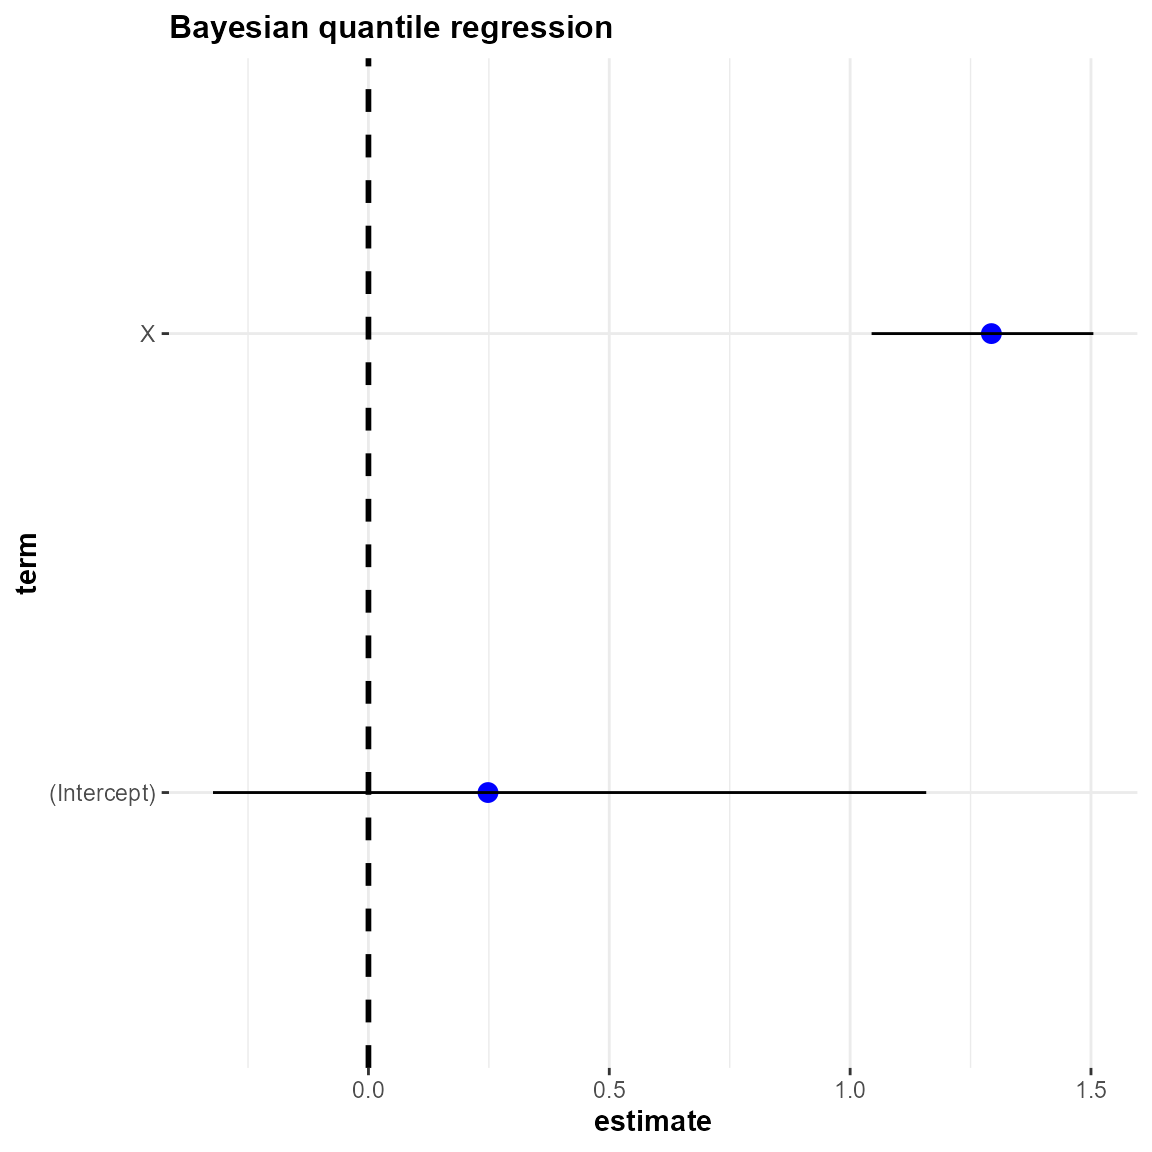 Bayesian quantile regression
term
X
(Intercept)
0.0 0.5 1.0 1.5
estimate